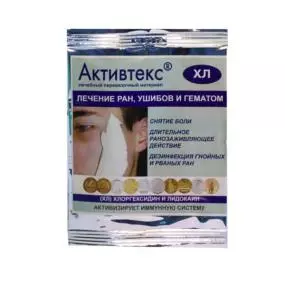 Активтекс®
ХЛ
лечебный перевязочный материал
ЛЕЧЕНИЕ РАН, УШИБОВ И ГЕМАТОМ
СНЯТИЕ БОЛИ
ДЛИТЕЛЬНОЕ
РАНОЗАЖИВЛЯЮЩЕЕ
ДЕЙСТВИЕ
ДЕЗИНФЕКЦИЯ ГНОЙНЫХ
И РВАНЫХ РАН
(ХЛ) ХЛОРГЕКСИДИН И ЛИДОКАИН
АКТИВИЗИРУЕТ ИММУННУЮ СИСТЕМУ